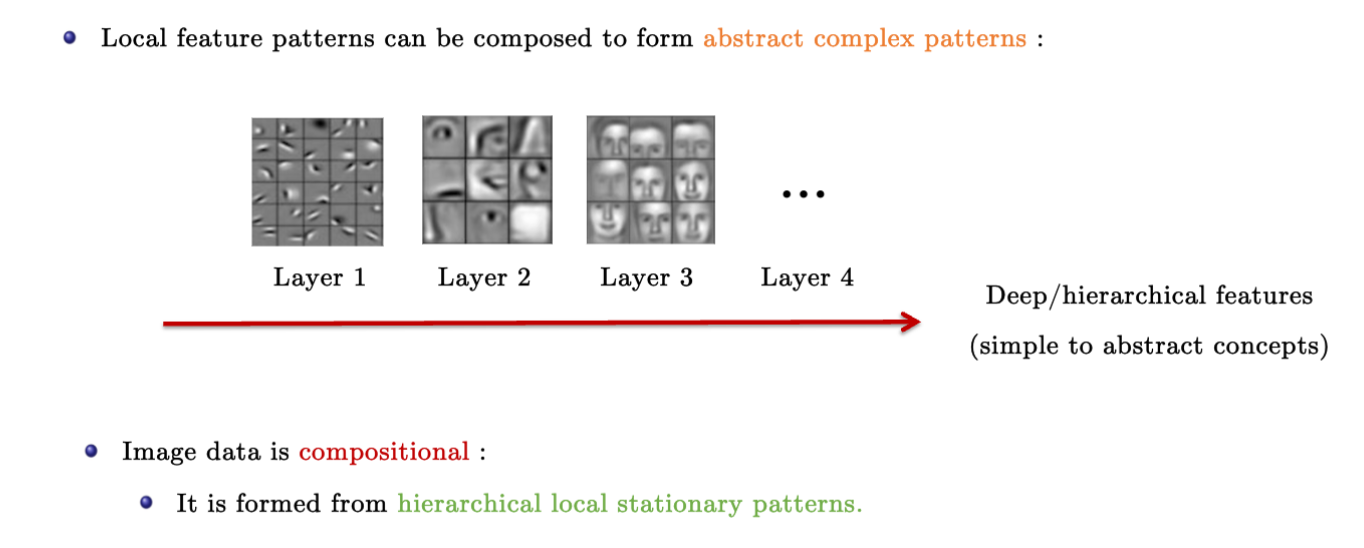 Local feature patterns can be composed to form abstract complex patterns :
Layer 1
Layer 2
Layer 3
Layer 4
Deep/hierarchical features
(simple to abstract concepts)
Image data is compositional :
It is formed from hierarchical local stationary patterns.